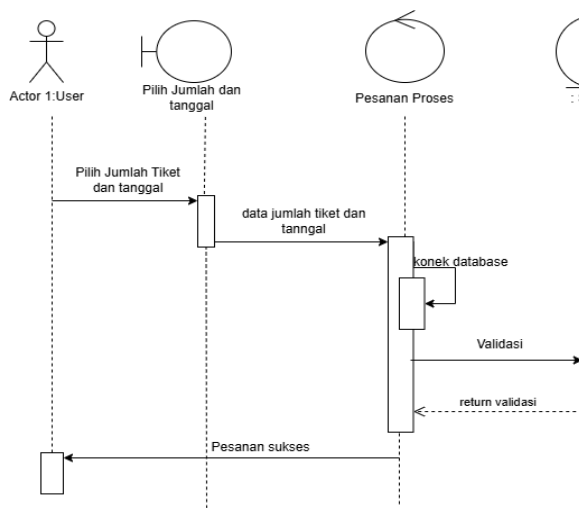 Actor 1:User
Pilih Jumlah dan
tanggal
Pesanan Proses
:
Pilih Jumlah Tiket
dan tanggal
data jumlah tiket dan
tanngal
konek database
Validasi
return validasi
Pesanan sukses